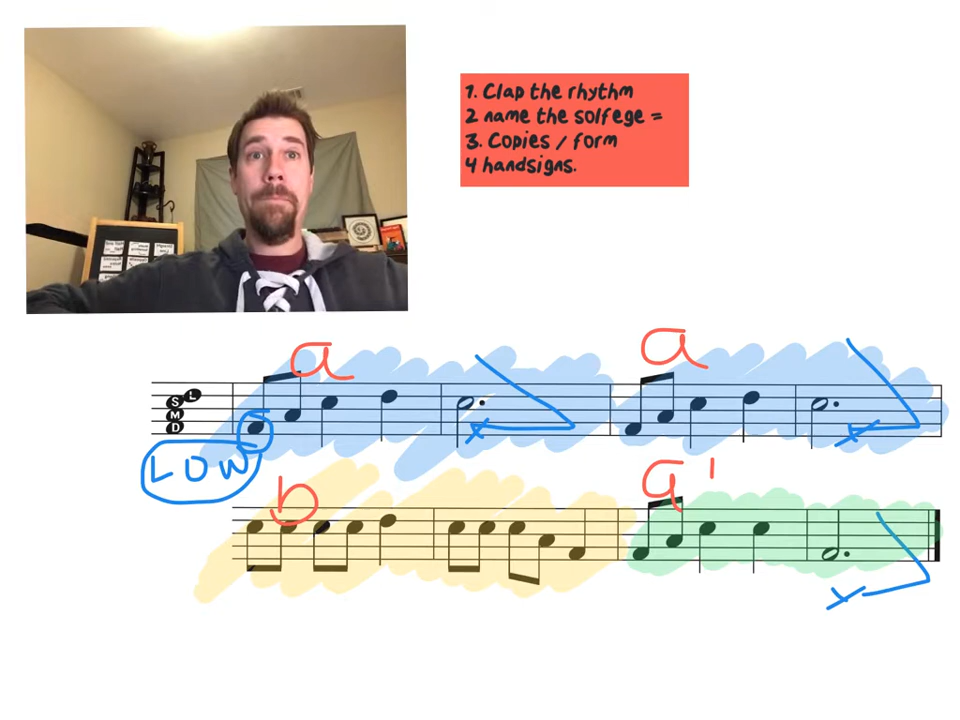 1. Clap the rhythm
2 name the solfege =
3. Copies / form
4 handsigns.
a
a
L
S
M
D
LOW
b
a'